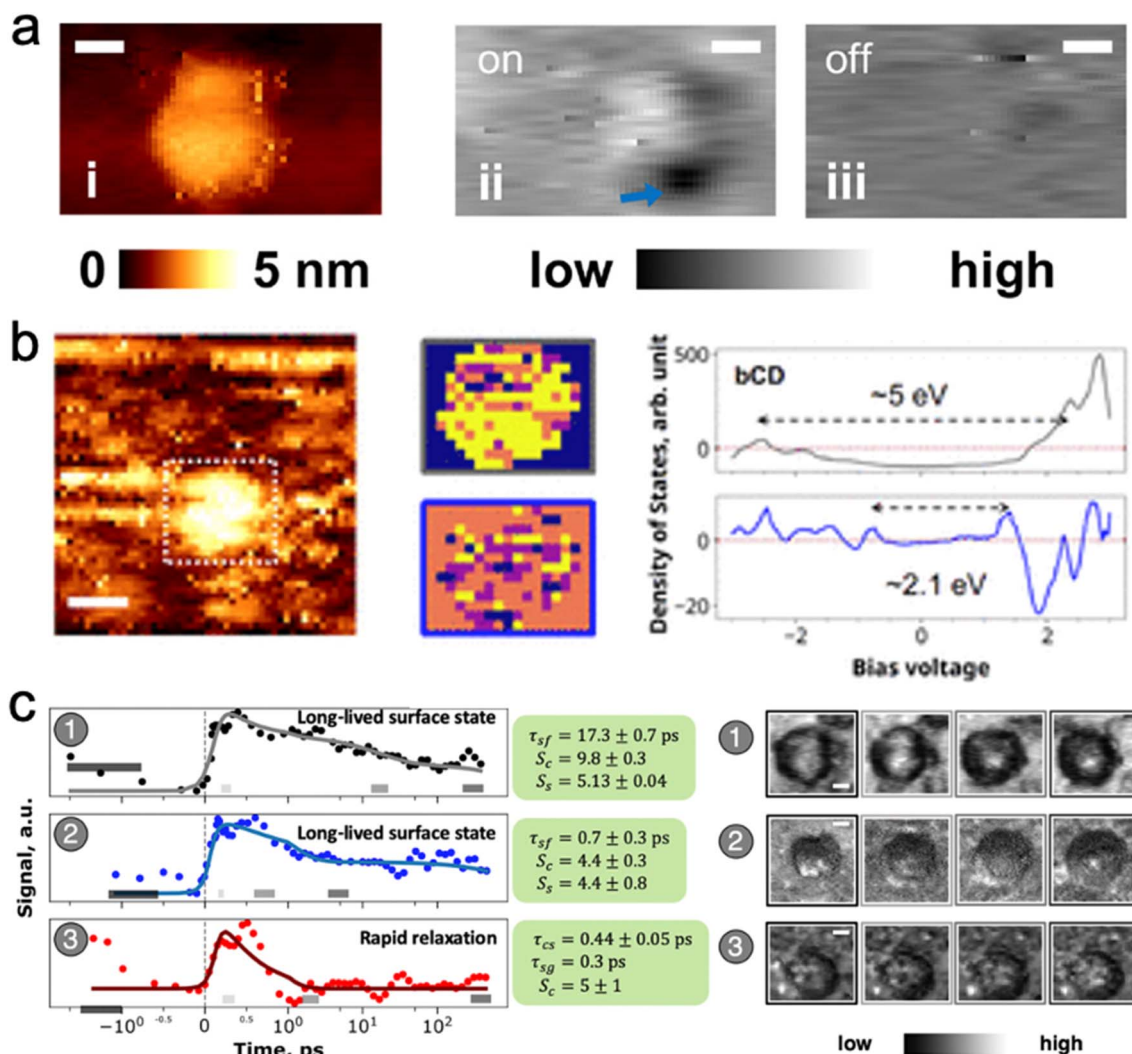 a
i
on
ii
off
iii
0 5 nm
low high
b
bCD
500
~5 eV
0
0
~2.1 eV
−20
Density of States, arb. unit
−2 0 2
Bias voltage
c
1
Long-lived surface state
τsf = 17.3 ± 0.7 ps
Sc = 9.8 ± 0.3
Ss = 5.13 ± 0.04
1
2
Long-lived surface state
τsf = 0.7 ± 0.3 ps
Sc = 4.4 ± 0.3
Ss = 4.4 ± 0.8
2
3
Rapid relaxation
τcs = 0.44 ± 0.05 ps
τsg = 0.3 ps
Sc = 5 ± 1
3
Signal, a.u.
−10⁰ -0.5 0 0.5 10⁰ 10¹ 10²
Time, ps
low high